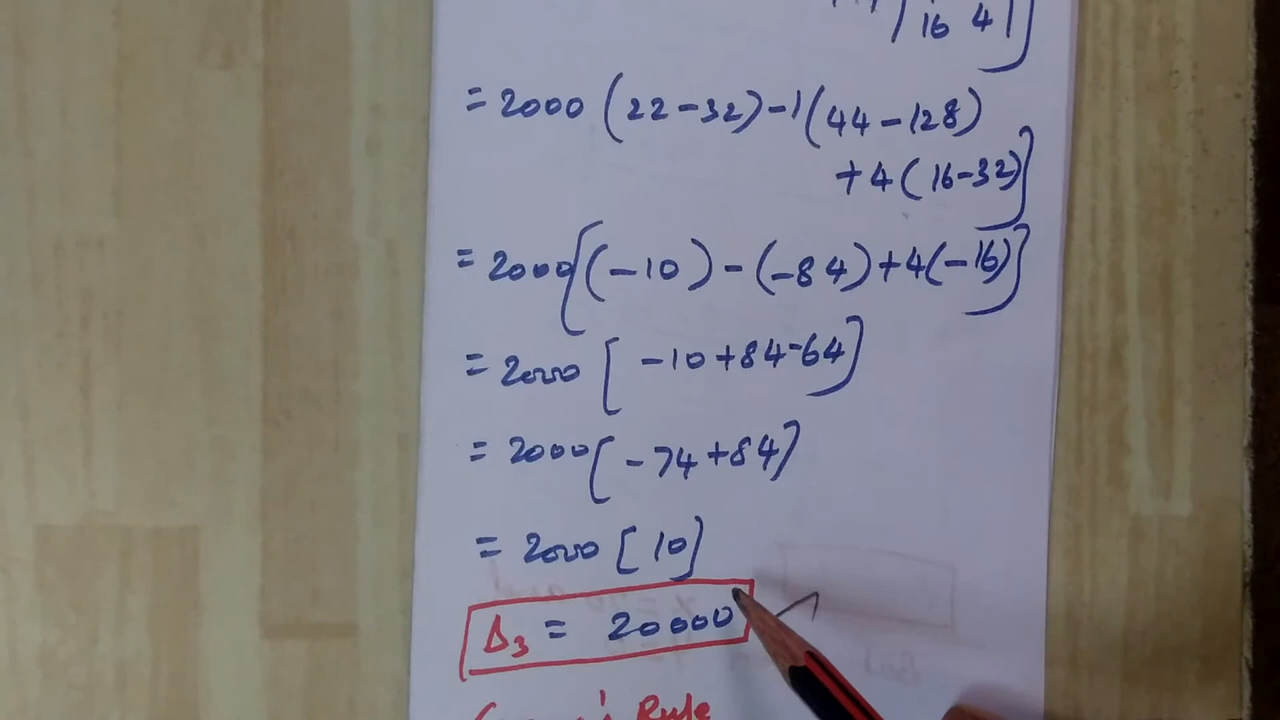 16 4|]
= 2000 (22-32)-1(44-128)
+4(16-32)]
= 2000[(-10)-(-84)+4(-16)]
= 2000 [-10+84-64]
= 2000[-74+84]
= 2000 [10]
Δ3 = 20000
Rule